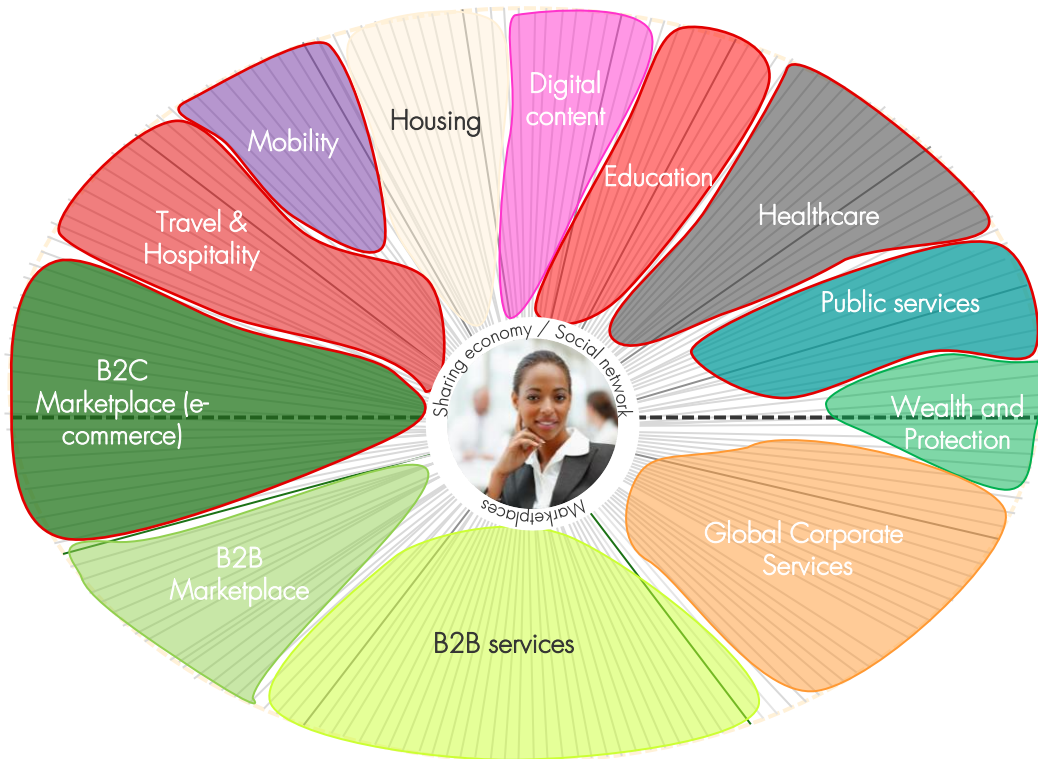 Digital
content
Housing
Mobility
Education
Healthcare
Travel &
Hospitality
Public services
Sharing economy / Social network
B2C
Marketplace (e-
commerce)
Wealth and
Protection
Marketplaces
Global Corporate
Services
B2B
Marketplace
B2B services